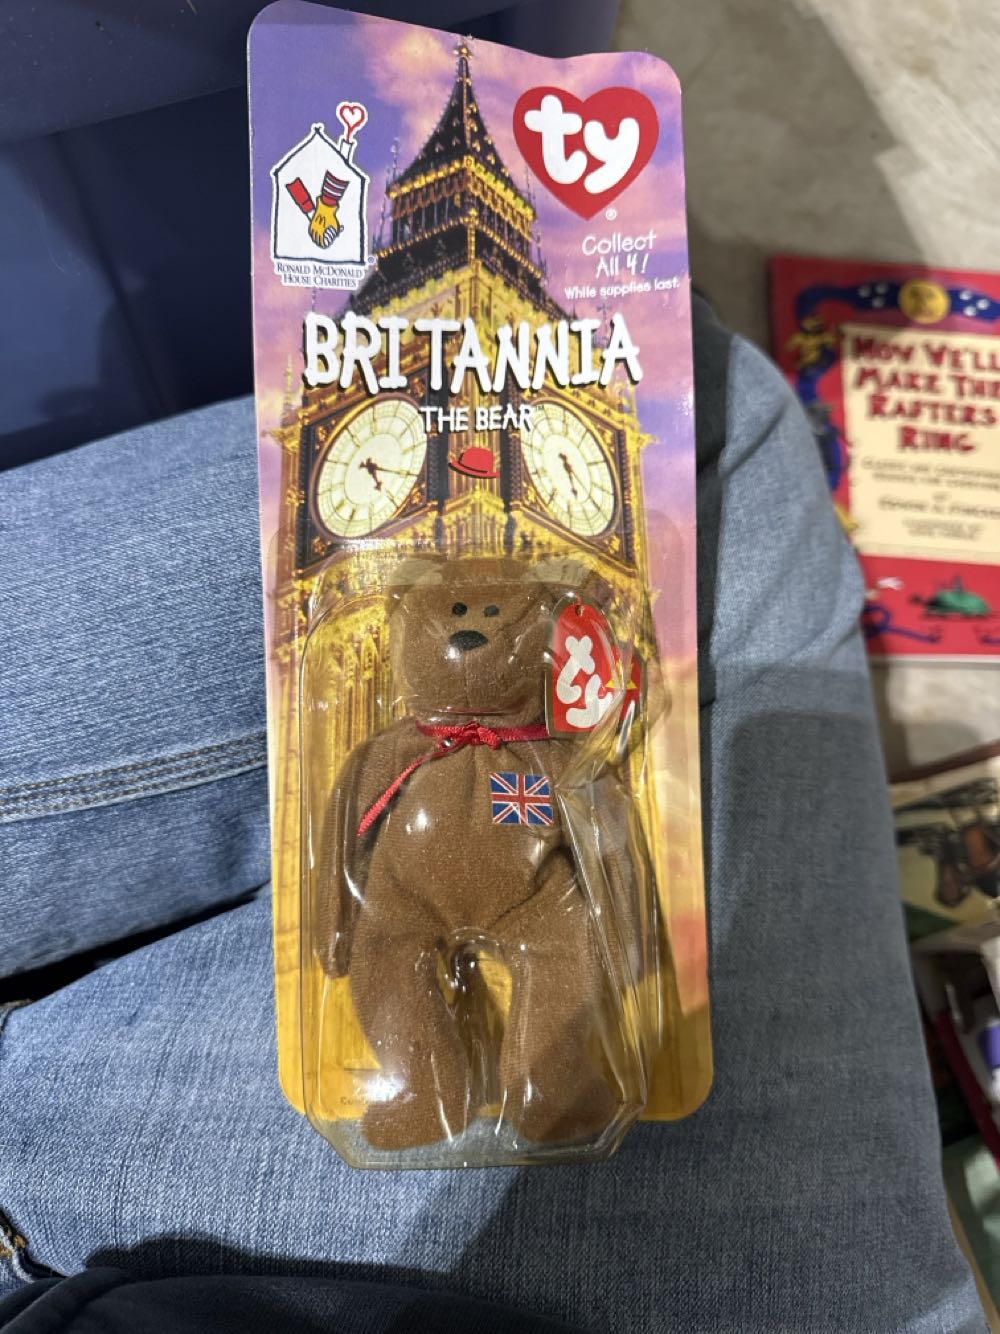 RONALD MCDONALD
HOUSE CHARITIES
ty
Collect
All 4!
While supplies last.
BRITANNIA
THE BEAR
ty
NOW WE'LL
MAKE THE
RAFTERS
RING